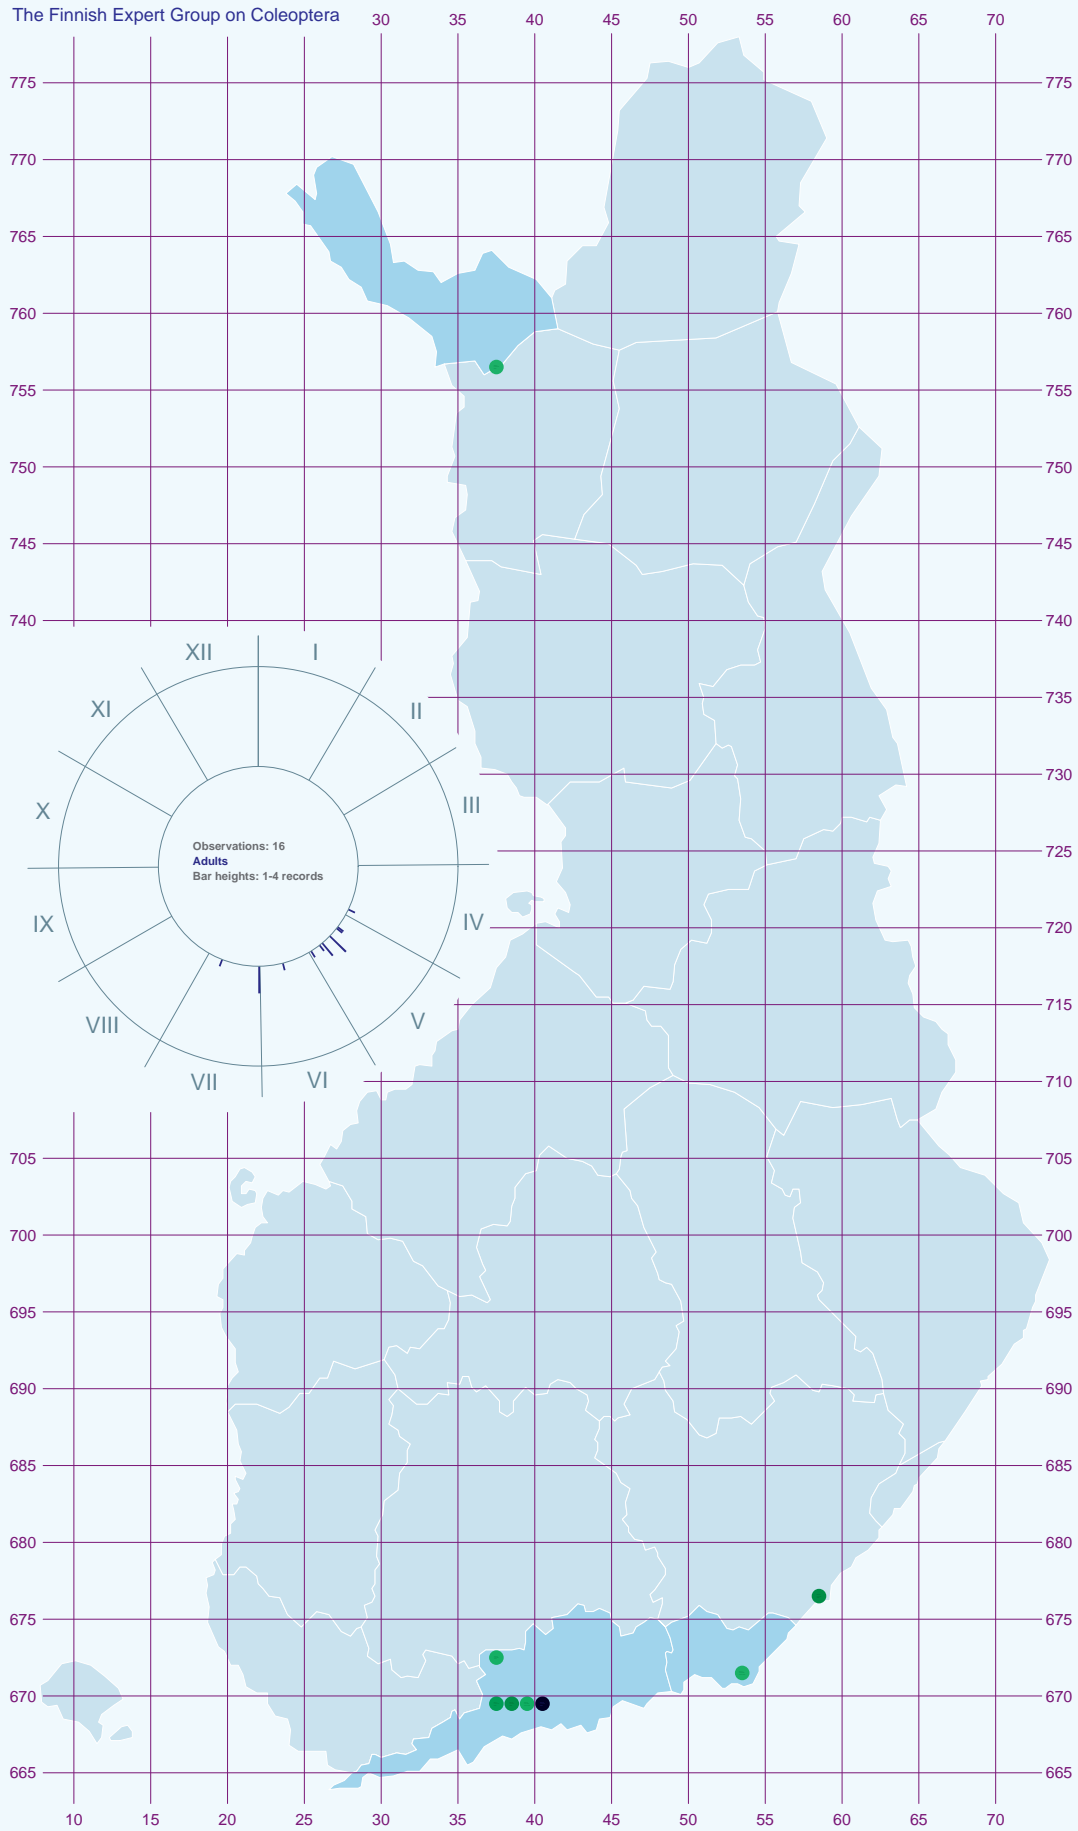 The Finnish Expert Group on Coleoptera
30 35 40 45 50 55 60 65 70
775 775
770 770
765 765
760 760
755 755
750 750
745 745
740 740
735
730
725
720
715
710
705 705
700 700
695 695
690 690
685 685
680 680
675 675
670 670
665 665
10 15 20 25 30 35 40 45 50 55 60 65 70
XII I
XI II
X III
IX IV
VIII V
VII VI
Observations: 16
Adults
Bar heights: 1-4 records